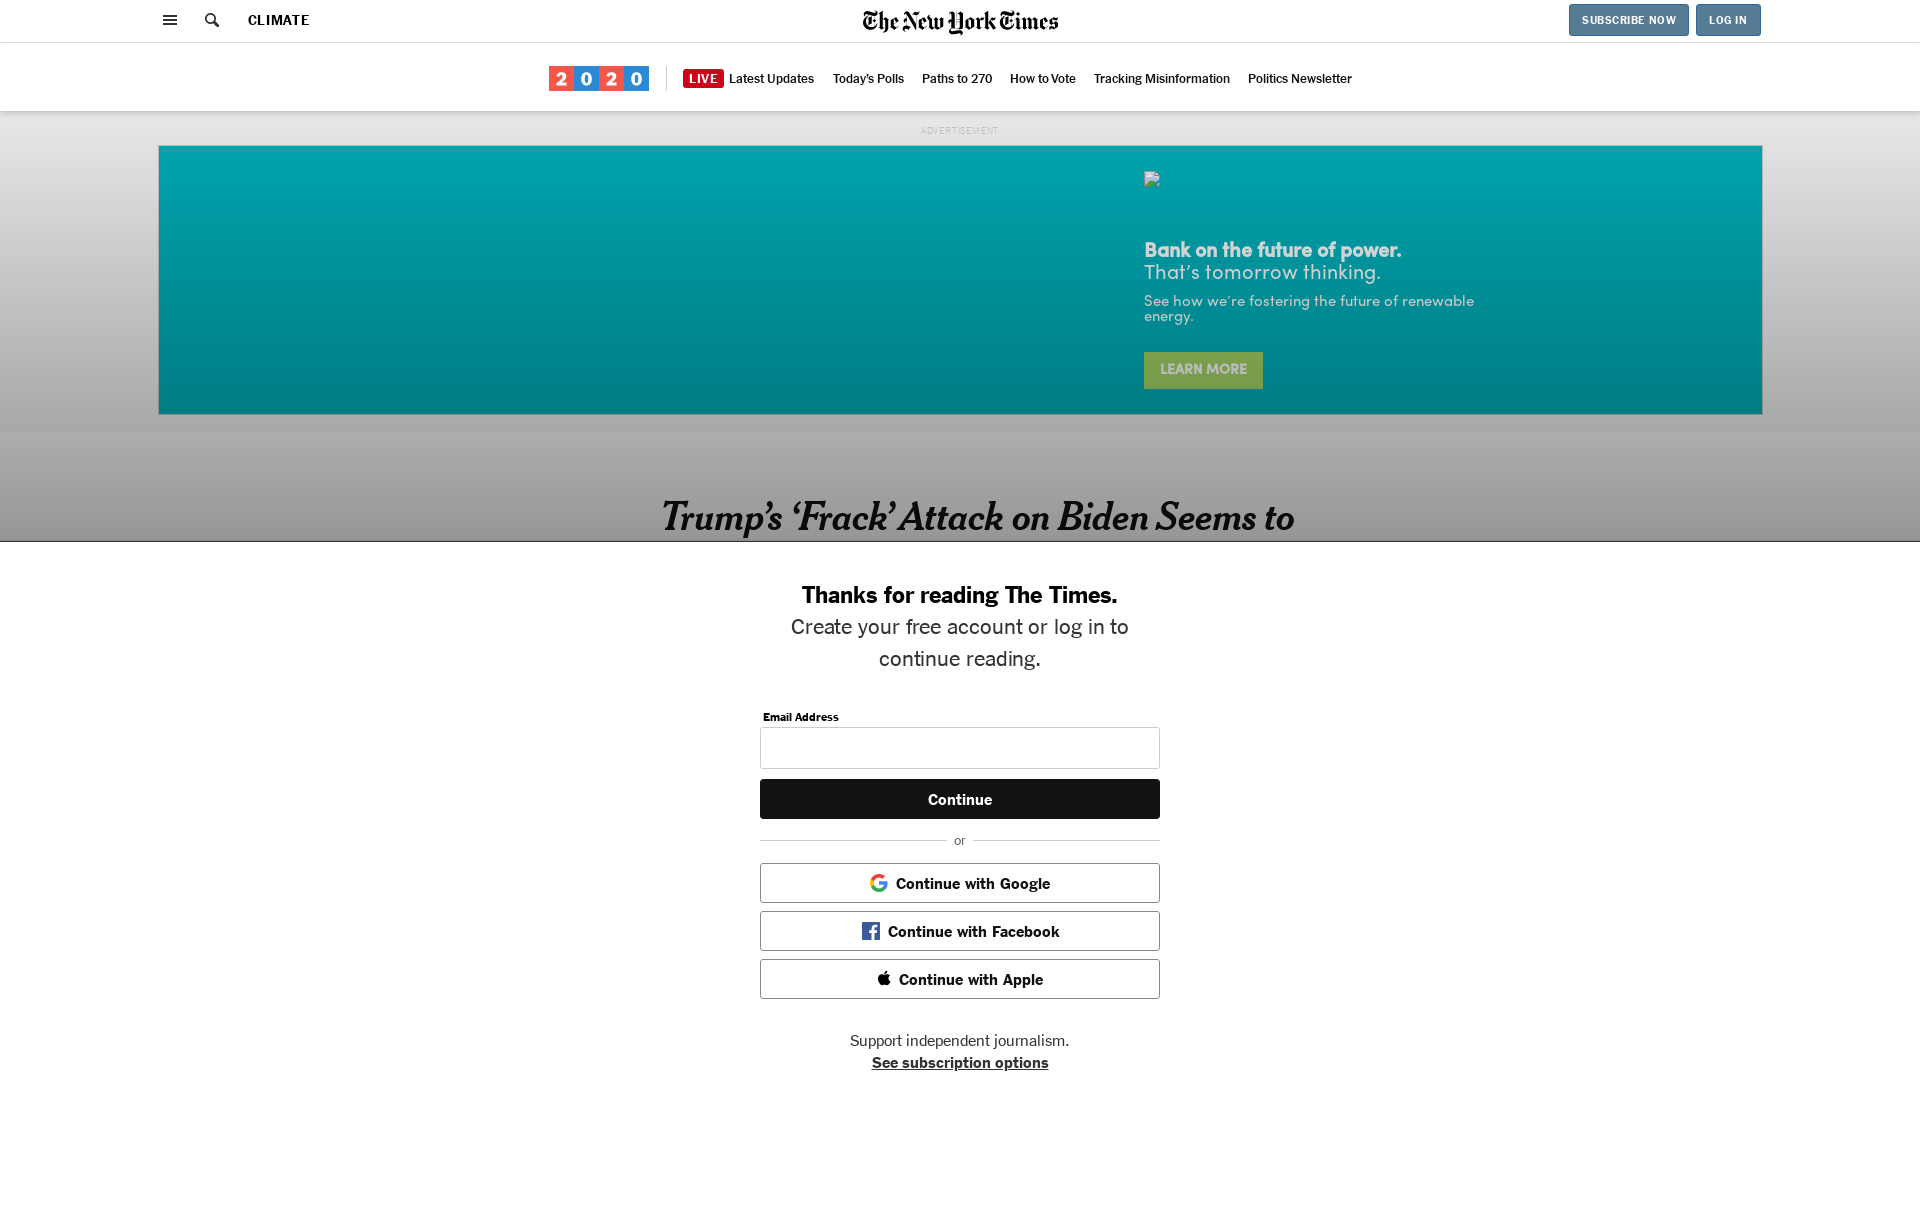 CLIMATE
The New York Times
SUBSCRIBE NOW
LOG IN
2020
LIVE Latest Updates
Today's Polls
Paths to 270
How to Vote
Tracking Misinformation
Politics Newsletter
ADVERTISEMENT
Bank on the future of power.
That's tomorrow thinking.
See how we're fostering the future of renewable
energy.
LEARN MORE
Trump's ‘Frack’ Attack on Biden Seems to
Thanks for reading The Times.
Create your free account or log in to
continue reading.
Email Address
Continue
or
Continue with Google
Continue with Facebook
Continue with Apple
Support independent journalism.
See subscription options